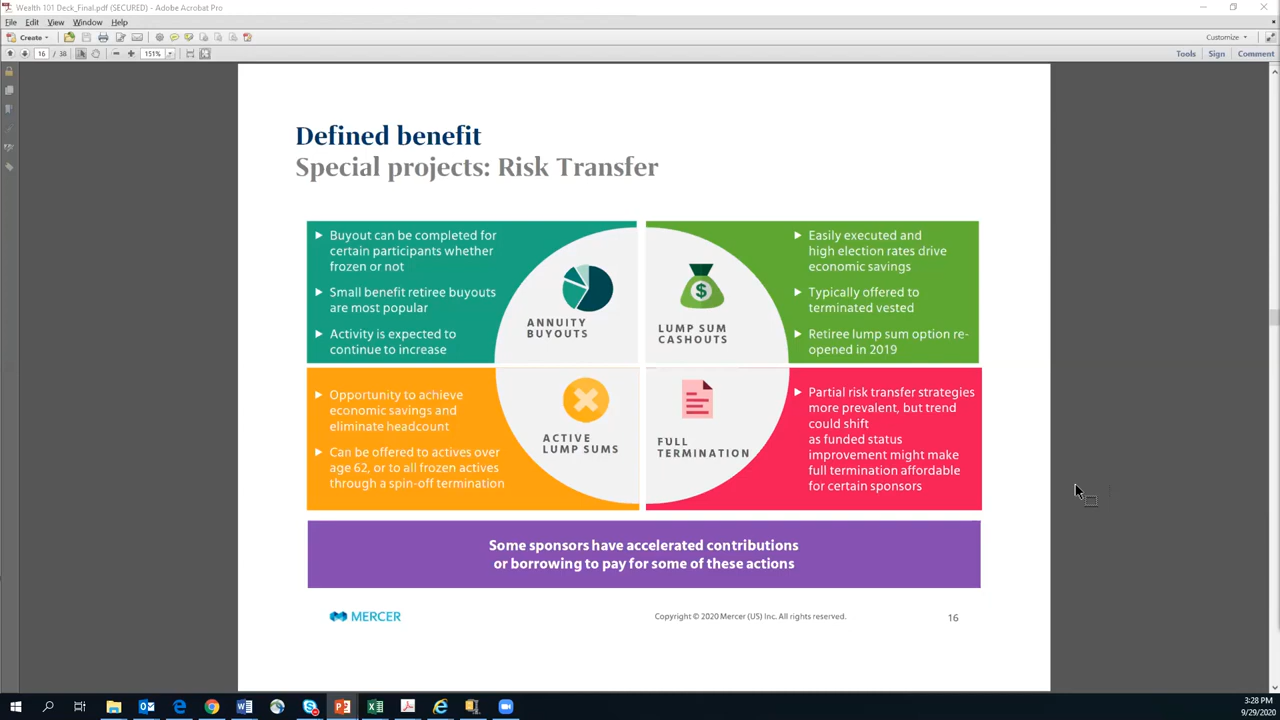 Wealth 101 Deck_Final.pdf (SECURED) - Adobe Acrobat Pro
File Edit View Window Help
Create
Customize
16 / 38
151%
Tools Sign Comment
Defined benefit
Special projects: Risk Transfer
Buyout can be completed for
certain participants whether
frozen or not
Small benefit retiree buyouts
are most popular
Activity is expected to
continue to increase
ANNUITY
BUYOUTS
$
LUMP SUM
CASHOUTS
Easily executed and
high election rates drive
economic savings
Typically offered to
terminated vested
Retiree lump sum option re-
opened in 2019
Opportunity to achieve
economic savings and
eliminate headcount
Can be offered to actives over
age 62, or to all frozen actives
through a spin-off termination
ACTIVE
LUMP SUMS
FULL
TERMINATION
Partial risk transfer strategies
more prevalent, but trend
could shift
as funded status
improvement might make
full termination affordable
for certain sponsors
Some sponsors have accelerated contributions
or borrowing to pay for some of these actions
MERCER
Copyright © 2020 Mercer (US) Inc. All rights reserved.
16
3:28 PM
9/29/2020